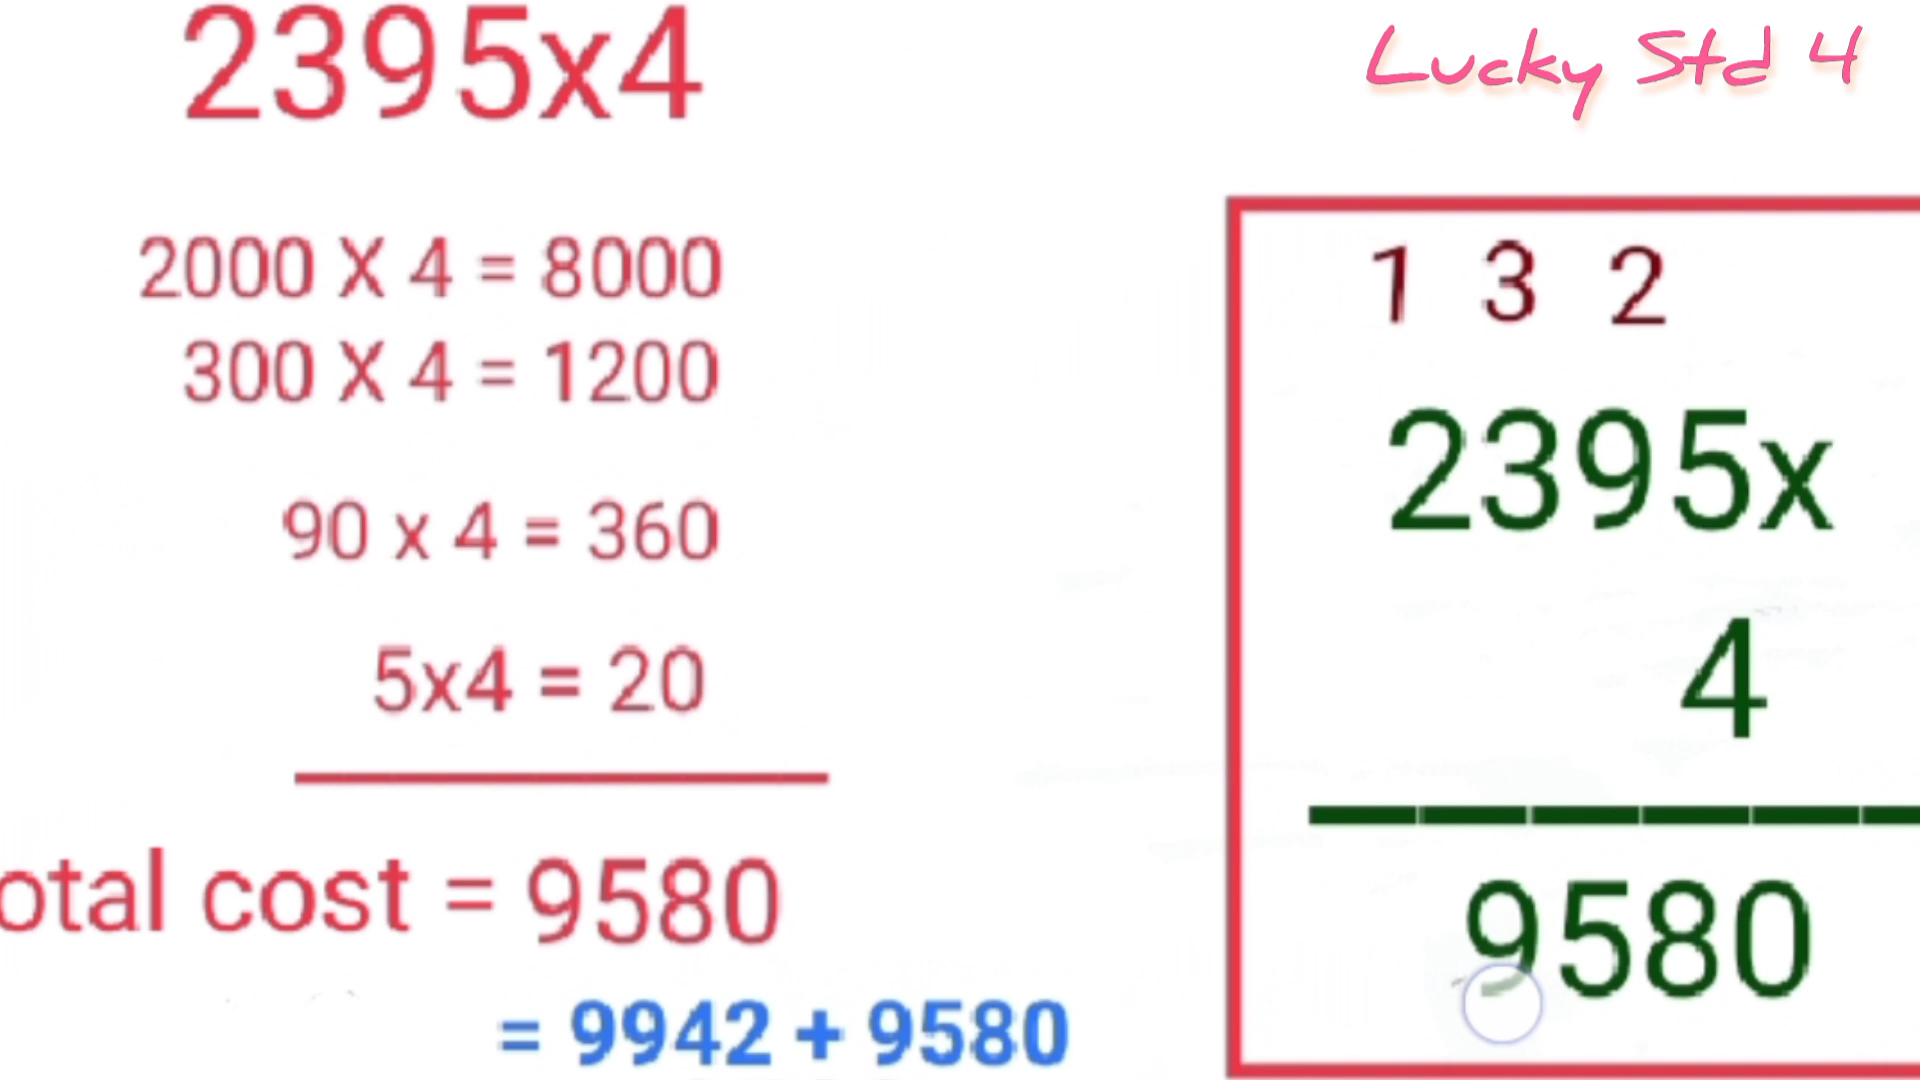 2395x4
Lucky Std 4
2000 X 4 = 8000
300 X 4 = 1200
90 x 4 = 360
5x4 = 20
otal cost = 9580
= 9942 + 9580
1 3 2
2395x
4
9580